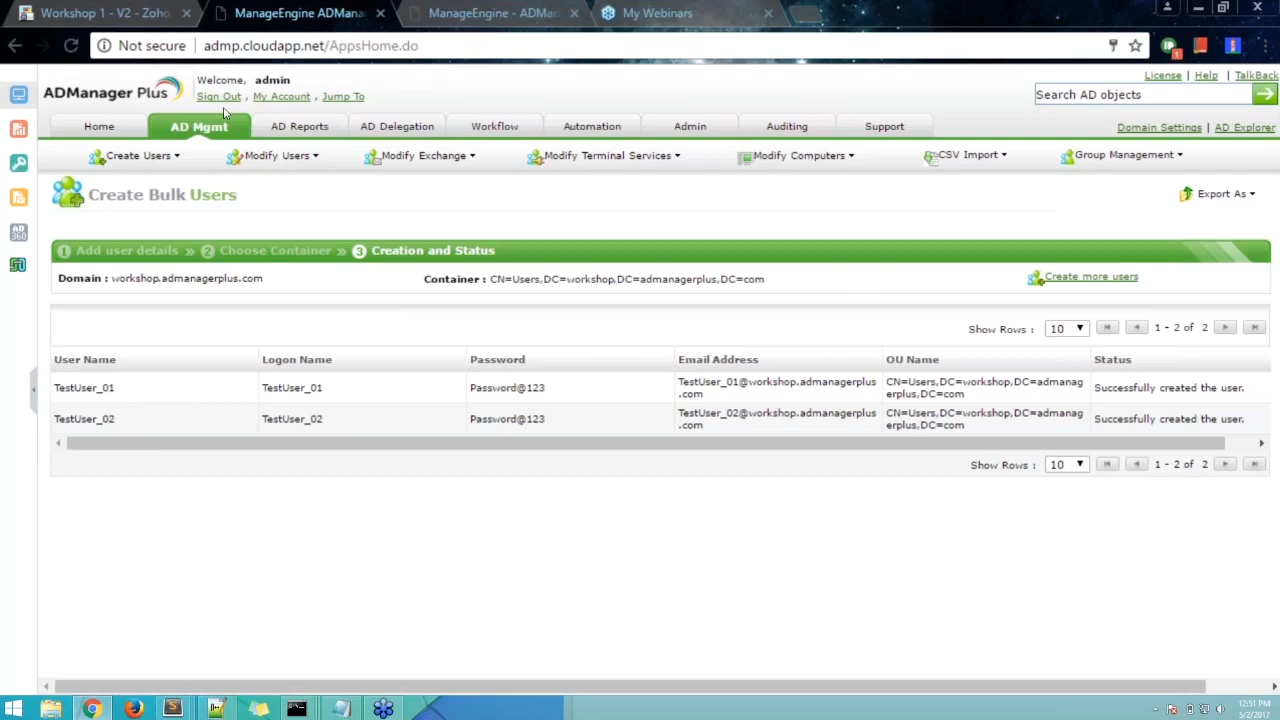 Workshop 1 - V2 - Zoho
ManageEngine ADMana
ManageEngine - ADMan
My Webinars
Not secure
admp.cloudapp.net/AppsHome.do
ADManager Plus
Welcome, admin
Sign Out , My Account , Jump To
License | Help | TalkBack
Search AD objects
Home
AD Mgmt
AD Reports
AD Delegation
Workflow
Automation
Admin
Auditing
Support
Domain Settings | AD Explorer
Create Users
Modify Users
Modify Exchange
Modify Terminal Services
Modify Computers
CSV Import
Group Management
Create Bulk Users
Export As
1 Add user details » 2 Choose Container » 3 Creation and Status
Domain : workshop.admanagerplus.com
Container : CN=Users,DC=workshop,DC=admanagerplus,DC=com
Create more users
Show Rows : 10 1 - 2 of 2
User Name Logon Name Password Email Address OU Name Status
TestUser_01 TestUser_01 Password@123 TestUser_01@workshop.admanagerplus CN=Users,DC=workshop,DC=admanag Successfully created the user.
.com erplus,DC=com
TestUser_02 TestUser_02 Password@123 TestUser_02@workshop.admanagerplus CN=Users,DC=workshop,DC=admanag Successfully created the user.
.com erplus,DC=com
Show Rows : 10 1 - 2 of 2
12:51 PM
5/2/2017